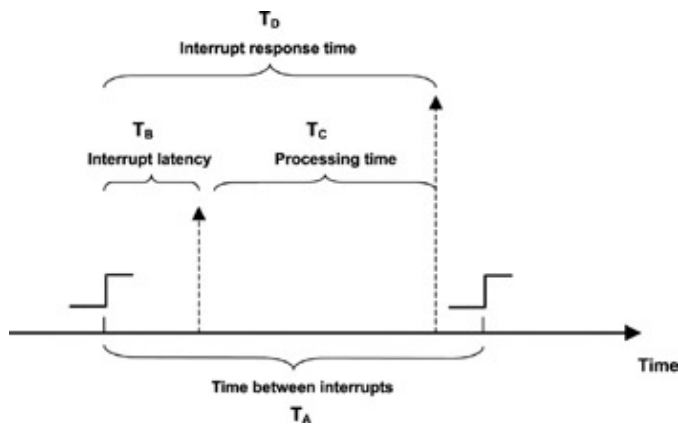 T_D
Interrupt response time
T_B
Interrupt latency
T_C
Processing time
Time
Time between interrupts
T_A